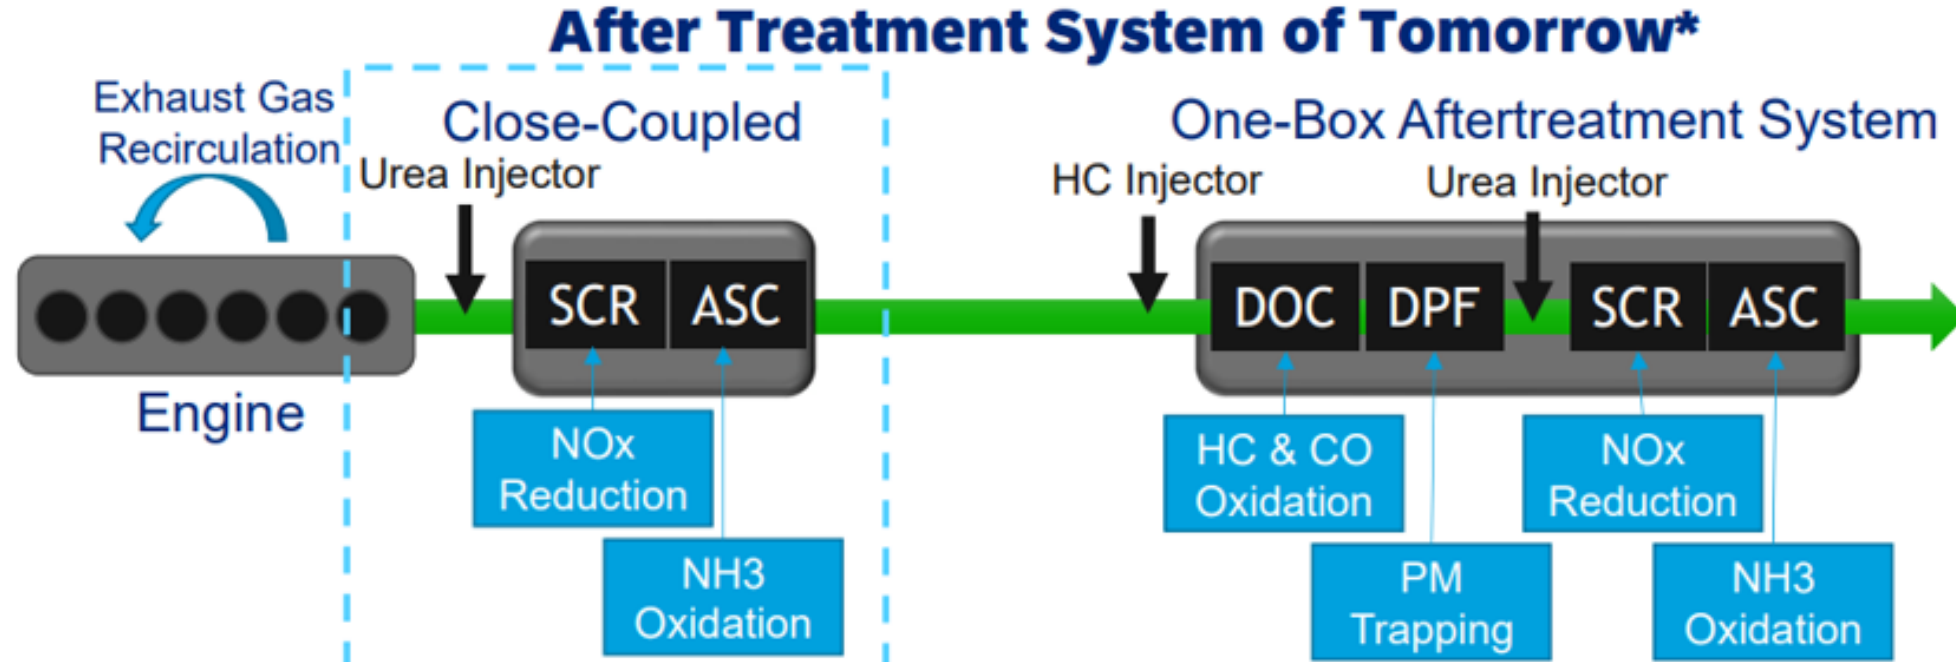 After Treatment System of Tomorrow*
Exhaust Gas
Recirculation
Close-Coupled
One-Box Aftertreatment System
Urea Injector
HC Injector
Urea Injector
SCR
ASC
DOC
DPF
SCR
ASC
Engine
NOx
Reduction
NH3
Oxidation
HC & CO
Oxidation
PM
Trapping
NOx
Reduction
NH3
Oxidation